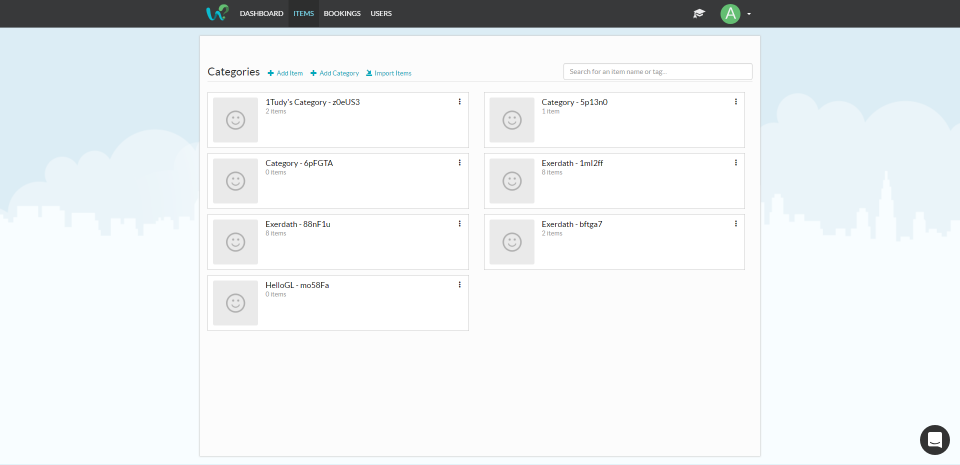 DASHBOARD ITEMS BOOKINGS USERS A
Categories Add Item Add Category Import Items Search for an item name or tag...
1Tudy's Category - z0eUS3
2 items
Category - 5p13n0
1 item
Category - 6pFGTA
0 items
Exerdath - 1ml2ff
8 items
Exerdath - 88nF1u
8 items
Exerdath - bftga7
2 items
HelloGL - mo58Fa
0 items